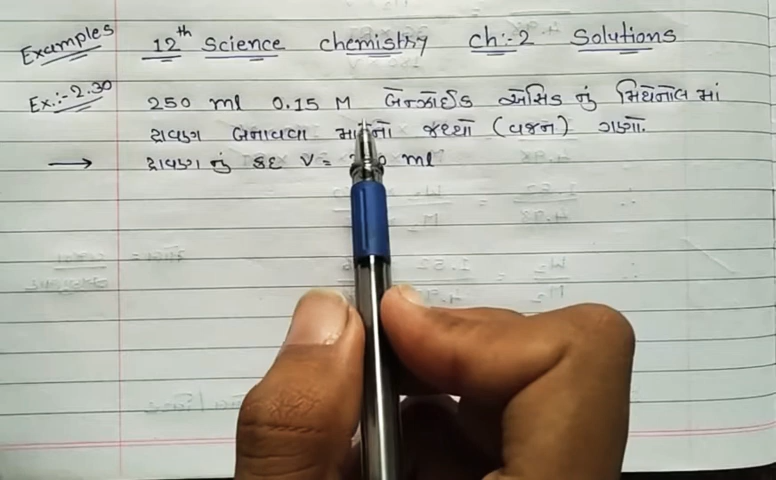 Examples 12th Science chemistry ch:-2 Solutions
Ex.:-2.30 250 ml 0.15 M બેન્ઝોઈક એસિડ નું મિથેનોલ માં
દ્રાવણ બનાવવા જથ્થો (વજન) ગણો.
→ દ્રાવણ નું કદ V = ml